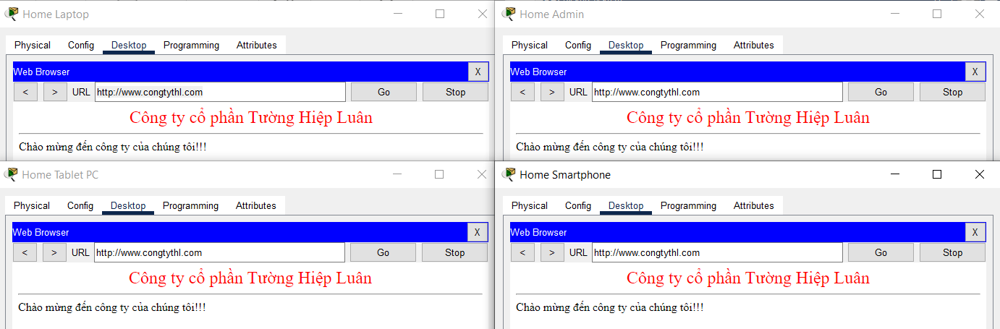 Home Laptop
Physical Config Desktop Programming Attributes
Web Browser X
< > URL http://www.congtythl.com Go Stop
Công ty cổ phần Tường Hiệp Luân
Chào mừng đến công ty của chúng tôi!!!
Home Admin
Physical Config Desktop Programming Attributes
Web Browser X
< > URL http://www.congtythl.com Go Stop
Công ty cổ phần Tường Hiệp Luân
Chào mừng đến công ty của chúng tôi!!!
Home Tablet PC
Physical Config Desktop Programming Attributes
Web Browser X
< > URL http://www.congtythl.com Go Stop
Công ty cổ phần Tường Hiệp Luân
Chào mừng đến công ty của chúng tôi!!!
Home Smartphone
Physical Config Desktop Programming Attributes
Web Browser X
< > URL http://www.congtythl.com Go Stop
Công ty cổ phần Tường Hiệp Luân
Chào mừng đến công ty của chúng tôi!!!